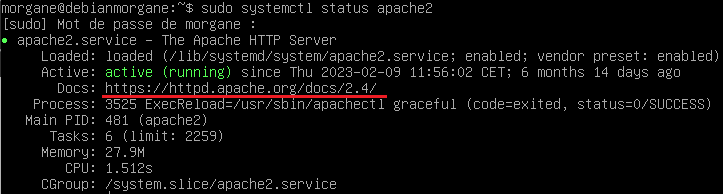 morgane@debianmorgane:~$ sudo systemctl status apache2
[sudo] Mot de passe de morgane :
● apache2.service – The Apache HTTP Server
Loaded: loaded (/lib/systemd/system/apache2.service; enabled; vendor preset: enabled)
Active: active (running) since Thu 2023-02-09 11:56:02 CET; 6 months 14 days ago
Docs: https://httpd.apache.org/docs/2.4/
Process: 3525 ExecReload=/usr/sbin/apachectl graceful (code=exited, status=0/SUCCESS)
Main PID: 481 (apache2)
Tasks: 6 (limit: 2259)
Memory: 27.9M
CPU: 1.512s
CGroup: /system.slice/apache2.service